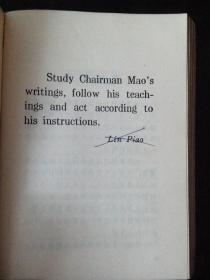 Study Chairman Mao's
writings, follow his teach-
ings and act according to
his instructions.
Lin Piao